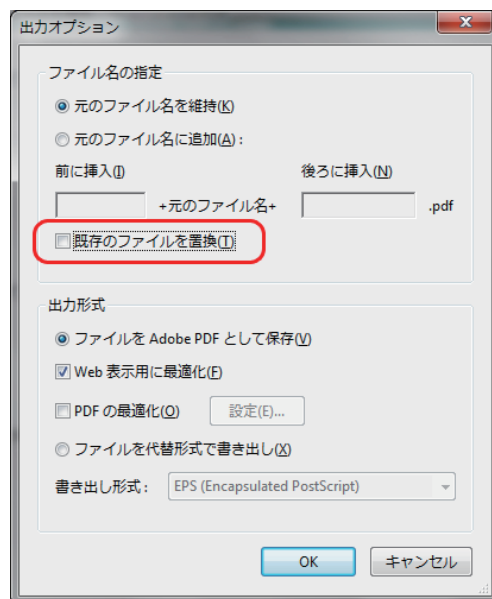 出力オプション
ファイル名の指定
元のファイル名を維持(K)
元のファイル名に追加(A):
前に挿入(I) 後ろに挿入(N)
+元のファイル名+ .pdf
既存のファイルを置換(T)
出力形式
ファイルを Adobe PDF として保存(V)
Web 表示用に最適化(F)
PDF の最適化(O) 設定(E)...
ファイルを代替形式で書き出し(X)
書き出し形式: EPS (Encapsulated PostScript)
OK キャンセル